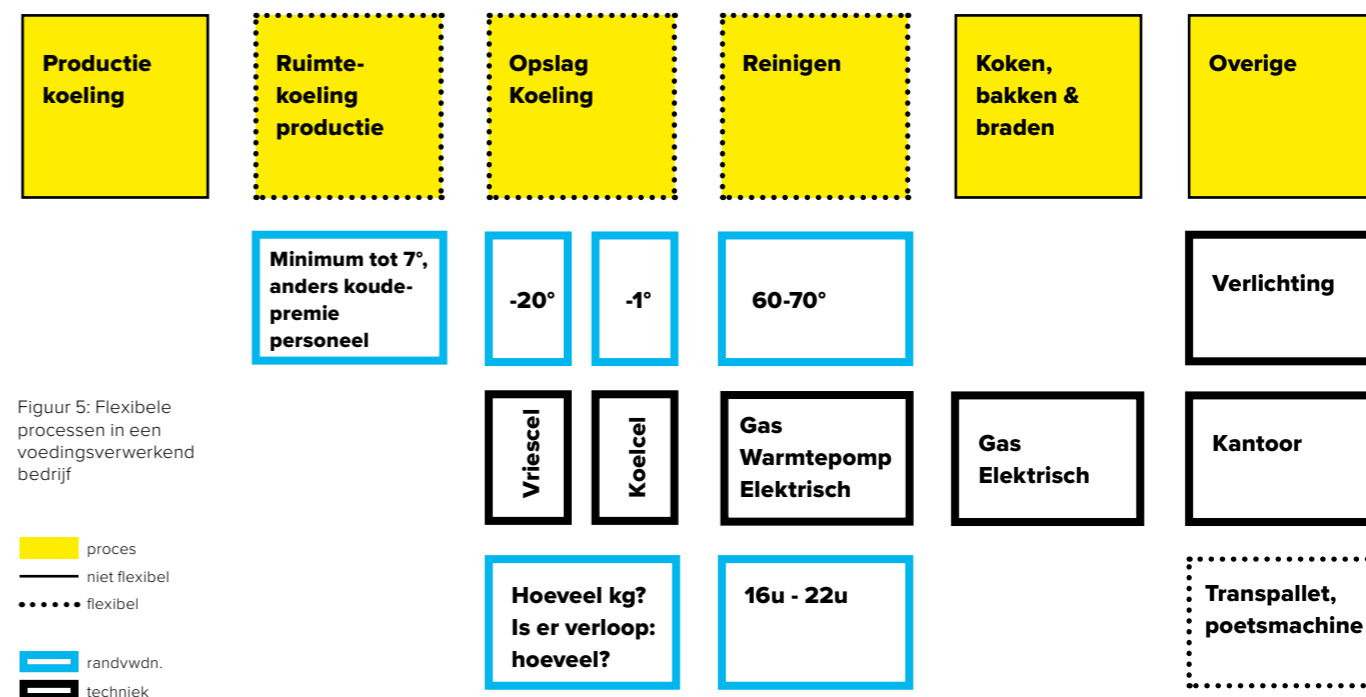 Productie
koeling
Ruimte-
koeling
productie
Opslag
Koeling
Reinigen
Koken,
bakken &
braden
Overige
Minimum tot 7°,
anders koude-
premie
personeel
-20°
-1°
60-70°
Verlichting
Figuur 5: Flexibele
processen in een
voedingsverwerkend
bedrijf
Vriescel
Koelcel
Gas
Warmtepomp
Elektrisch
Gas
Elektrisch
Kantoor
proces
niet flexibel
flexibel
Hoeveel kg?
Is er verloop:
hoeveel?
16u - 22u
Transpallet,
poetsmachine
randvwdn.
techniek